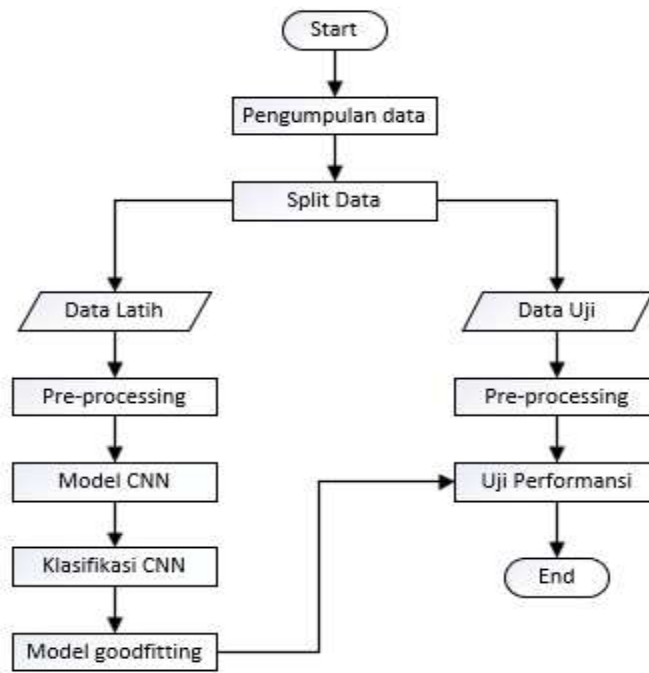 Start
Pengumpulan data
Split Data
Data Latih
Data Uji
Pre-processing
Pre-processing
Model CNN
Uji Performansi
Klasifikasi CNN
End
Model goodfitting